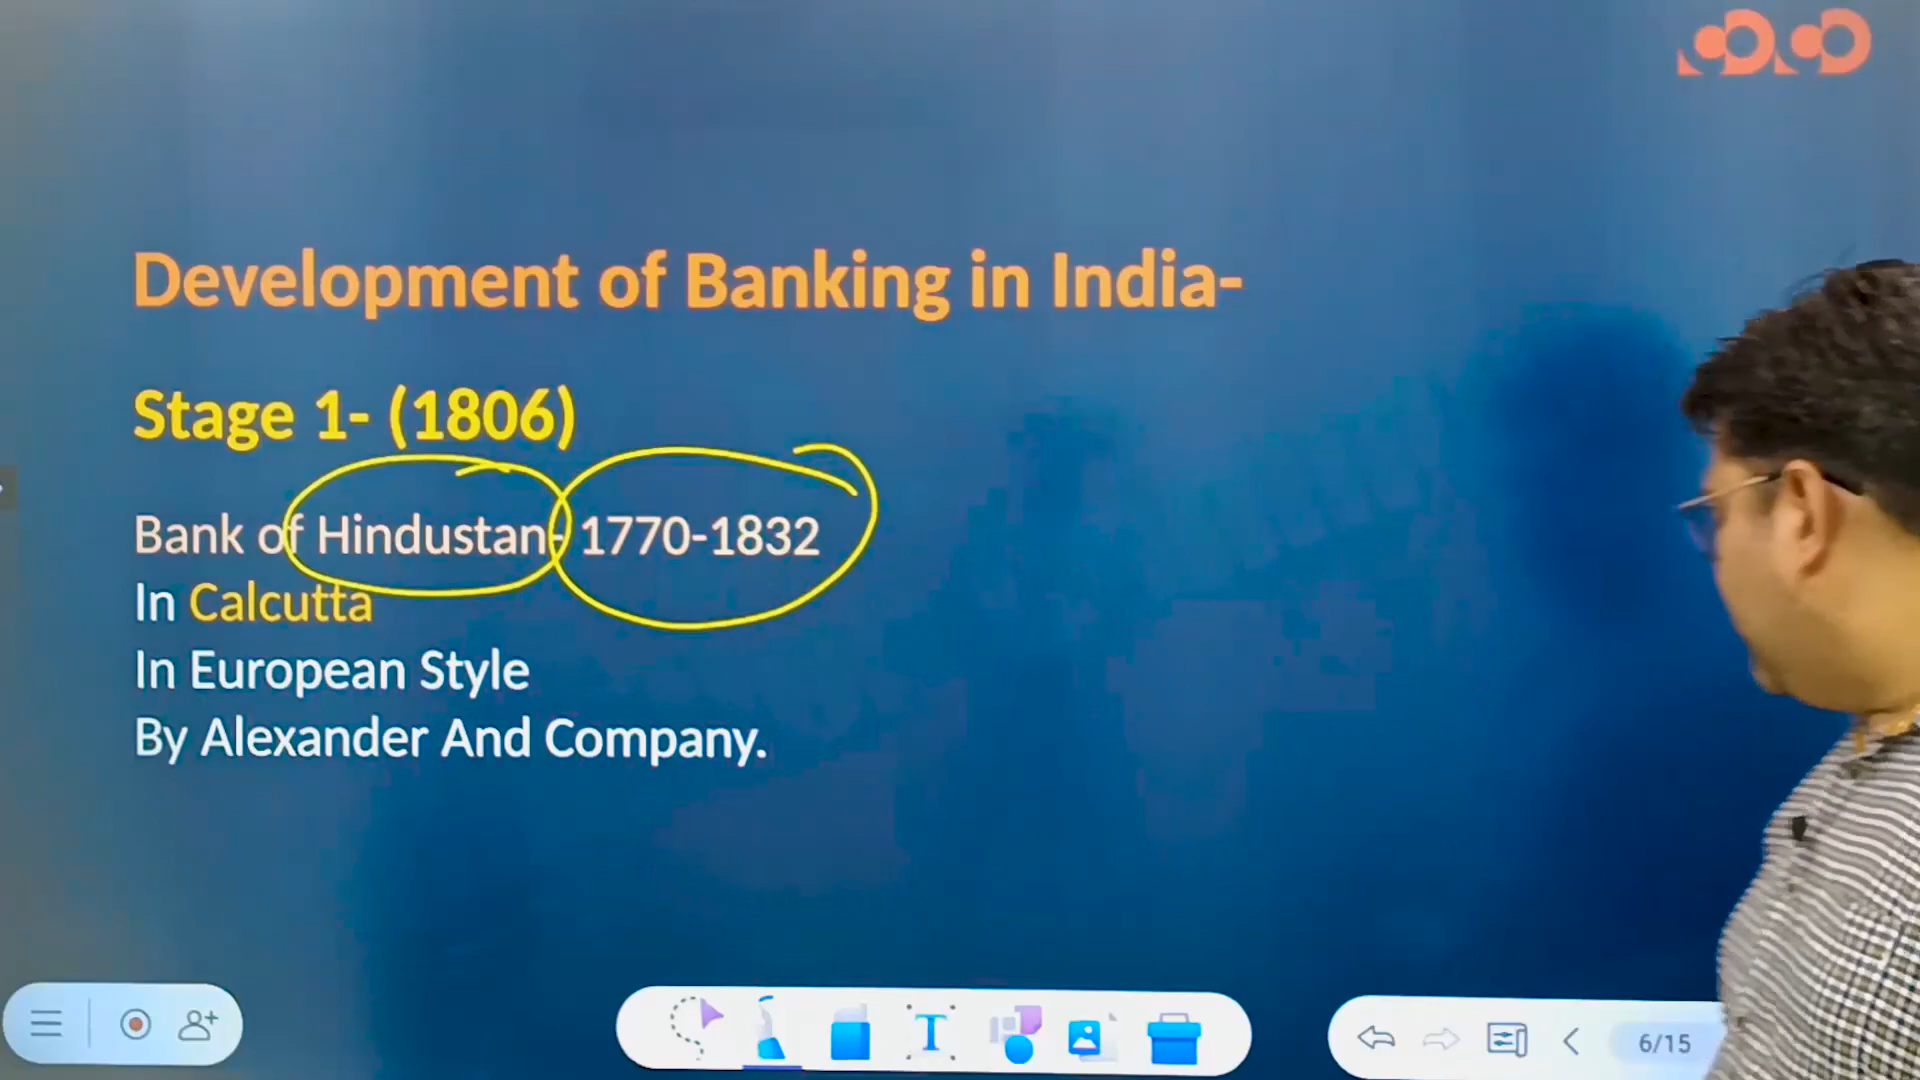 Development of Banking in India-
Stage 1- (1806)
Bank of Hindustan- 1770-1832
In Calcutta
In European Style
By Alexander And Company.
T
6/15